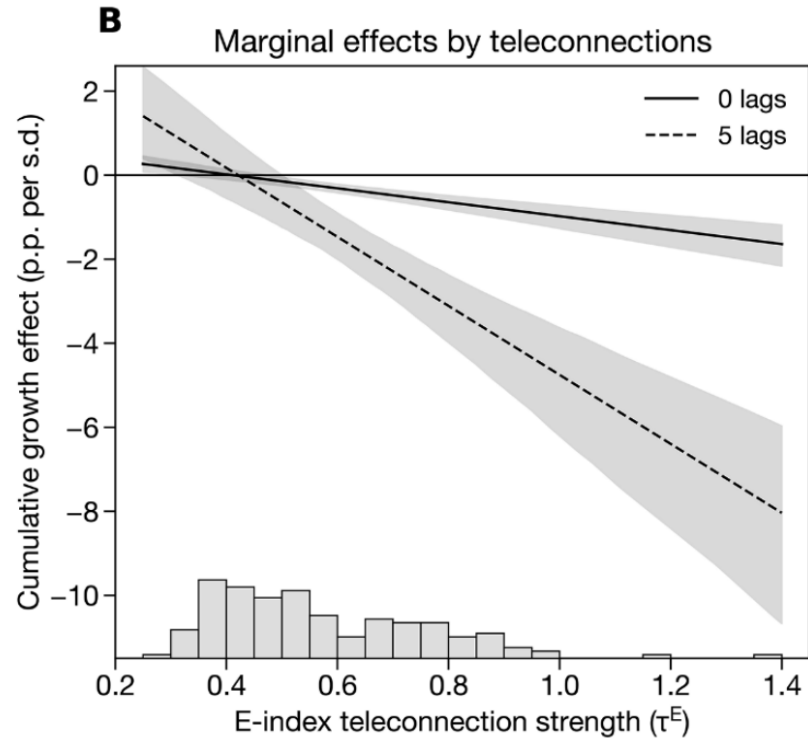 B
Marginal effects by teleconnections
0 lags
5 lags
Cumulative growth effect (p.p. per s.d.)
2
0
−2
−4
−6
−8
−10
0.2 0.4 0.6 0.8 1.0 1.2 1.4
E-index teleconnection strength (τᴱ)